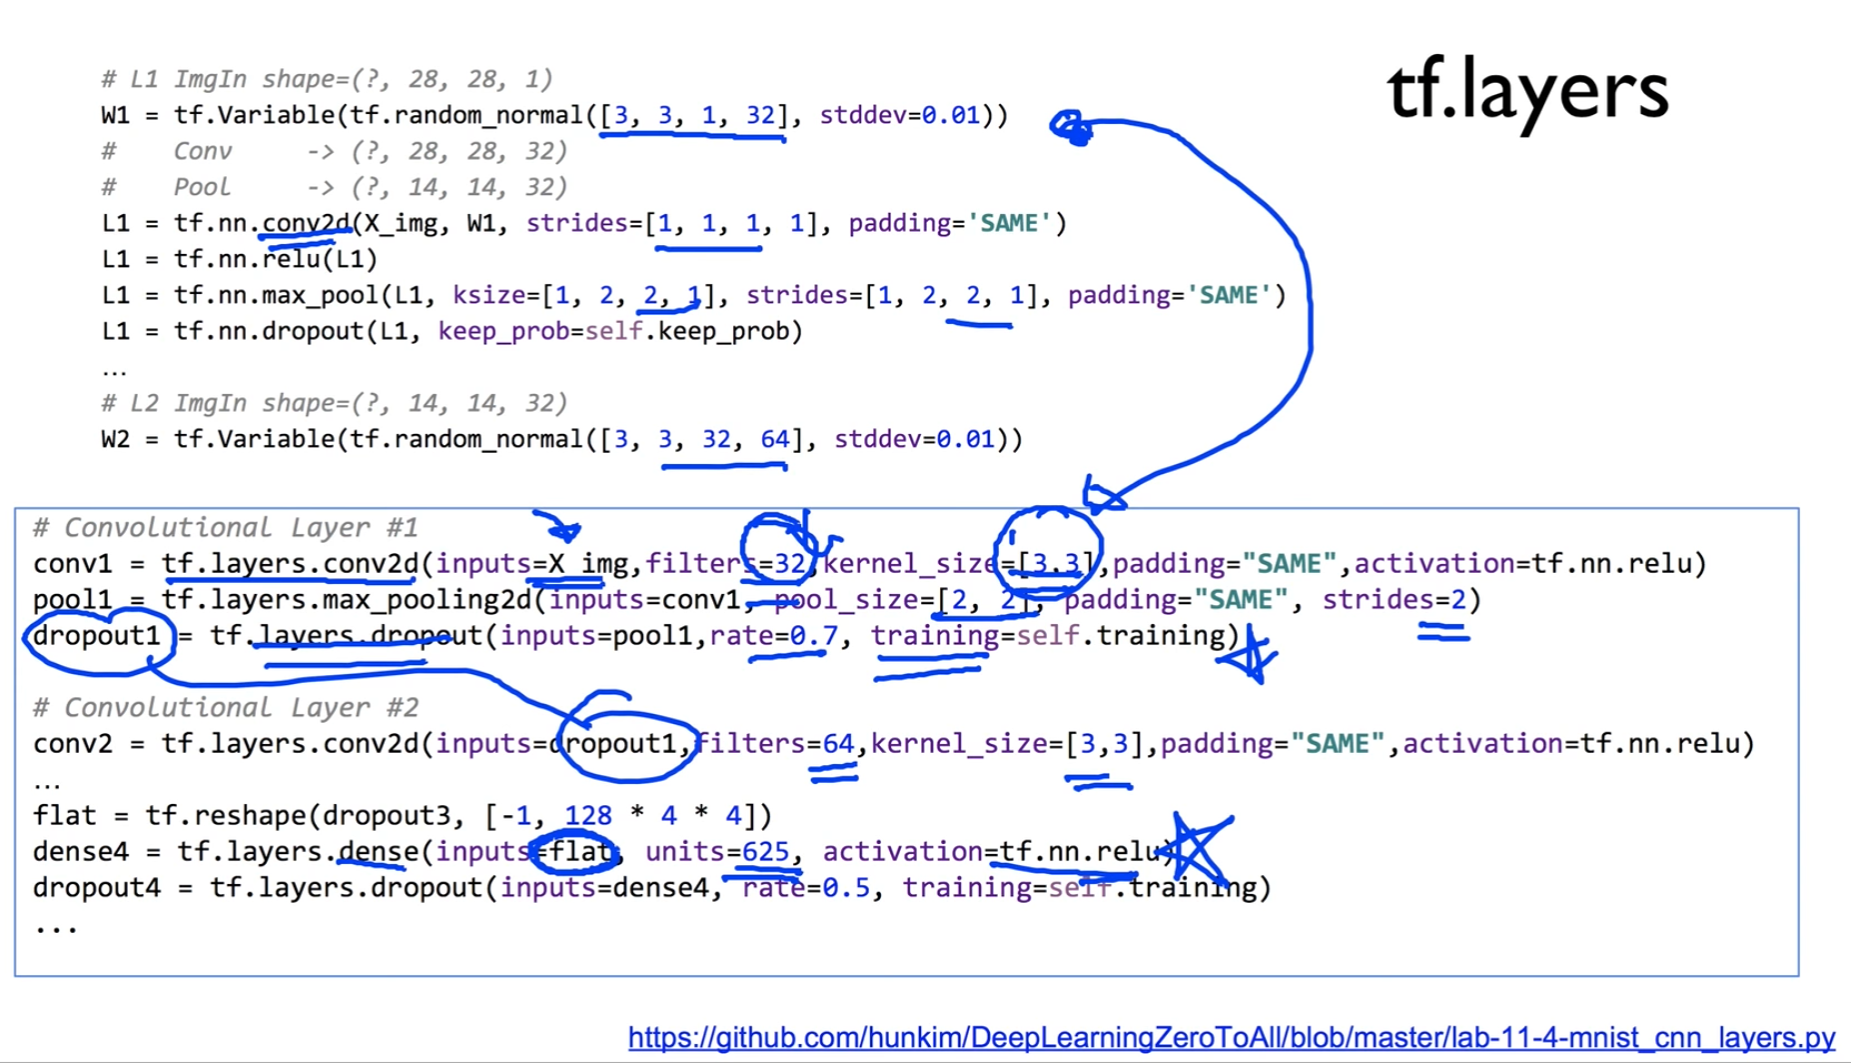 tf.layers
# L1 ImgIn shape=(?, 28, 28, 1)
W1 = tf.Variable(tf.random_normal([3, 3, 1, 32], stddev=0.01))
#    Conv     -> (?, 28, 28, 32)
#    Pool     -> (?, 14, 14, 32)
L1 = tf.nn.conv2d(X_img, W1, strides=[1, 1, 1, 1], padding='SAME')
L1 = tf.nn.relu(L1)
L1 = tf.nn.max_pool(L1, ksize=[1, 2, 2, 1], strides=[1, 2, 2, 1], padding='SAME')
L1 = tf.nn.dropout(L1, keep_prob=self.keep_prob)
...
# L2 ImgIn shape=(?, 14, 14, 32)
W2 = tf.Variable(tf.random_normal([3, 3, 32, 64], stddev=0.01))
# Convolutional Layer #1
conv1 = tf.layers.conv2d(inputs=X_img,filters=32,kernel_size=[3,3],padding="SAME",activation=tf.nn.relu)
pool1 = tf.layers.max_pooling2d(inputs=conv1, pool_size=[2, 2], padding="SAME", strides=2)
dropout1 = tf.layers.dropout(inputs=pool1,rate=0.7, training=self.training)
# Convolutional Layer #2
conv2 = tf.layers.conv2d(inputs=dropout1,filters=64,kernel_size=[3,3],padding="SAME",activation=tf.nn.relu)
...
flat = tf.reshape(dropout3, [-1, 128 * 4 * 4])
dense4 = tf.layers.dense(inputs=flat, units=625, activation=tf.nn.relu)
dropout4 = tf.layers.dropout(inputs=dense4, rate=0.5, training=self.training)
...
https://github.com/hunkim/DeepLearningZeroToAll/blob/master/lab-11-4-mnist_cnn_layers.py